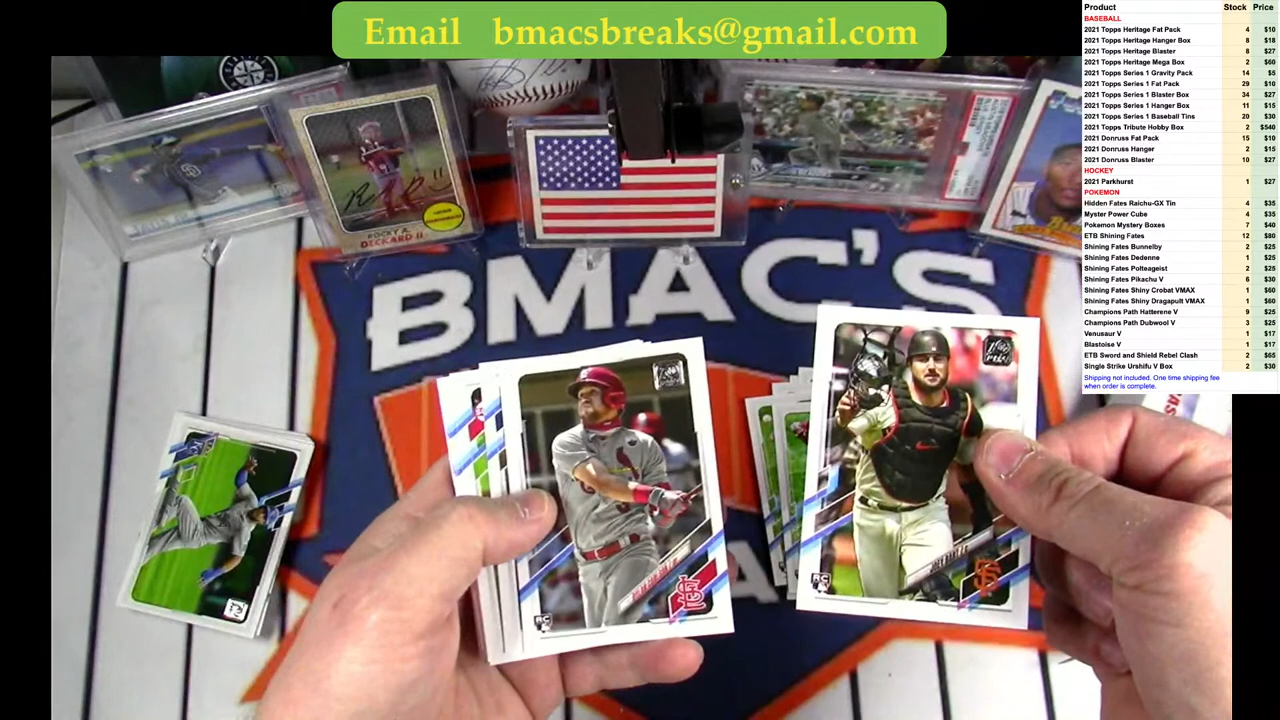 Email bmacsbreaks@gmail.com
Product Stock Price
BASEBALL
2021 Topps Heritage Fat Pack 4 $10
2021 Topps Heritage Hanger Box 8 $18
2021 Topps Heritage Blaster 8 $27
2021 Topps Heritage Mega Box 2 $60
2021 Topps Series 1 Gravity Pack 14 $5
2021 Topps Series 1 Fat Pack 29 $10
2021 Topps Series 1 Blaster Box 34 $27
2021 Topps Series 1 Hanger Box 11 $15
2021 Topps Series 1 Baseball Tins 20 $30
2021 Topps Tribute Hobby Box 2 $540
2021 Donruss Fat Pack 15 $10
2021 Donruss Hanger 2 $15
2021 Donruss Blaster 10 $27
HOCKEY
2021 Parkhurst 1 $27
POKEMON
Hidden Fates Raichu-GX Tin 4 $35
Myster Power Cube 4 $35
Pokemon Mystery Boxes 7 $40
ETB Shining Fates 12 $80
Shining Fates Bunnelby 2 $25
Shining Fates Dedenne 1 $25
Shining Fates Polteageist 2 $25
Shining Fates Pikachu V 6 $30
Shining Fates Shiny Crobat VMAX 1 $60
Shining Fates Shiny Dragapult VMAX 1 $60
Champions Path Hatterene V 9 $25
Champions Path Dubwool V 3 $25
Venusaur V 1 $17
Blastoise V 1 $17
ETB Sword and Shield Rebel Clash 2 $65
Single Strike Urshifu V Box 2 $30
Shipping not included. One time shipping fee
when order is complete.
ROCKY A.
DECKARD II
BMAC'S
RC
RC